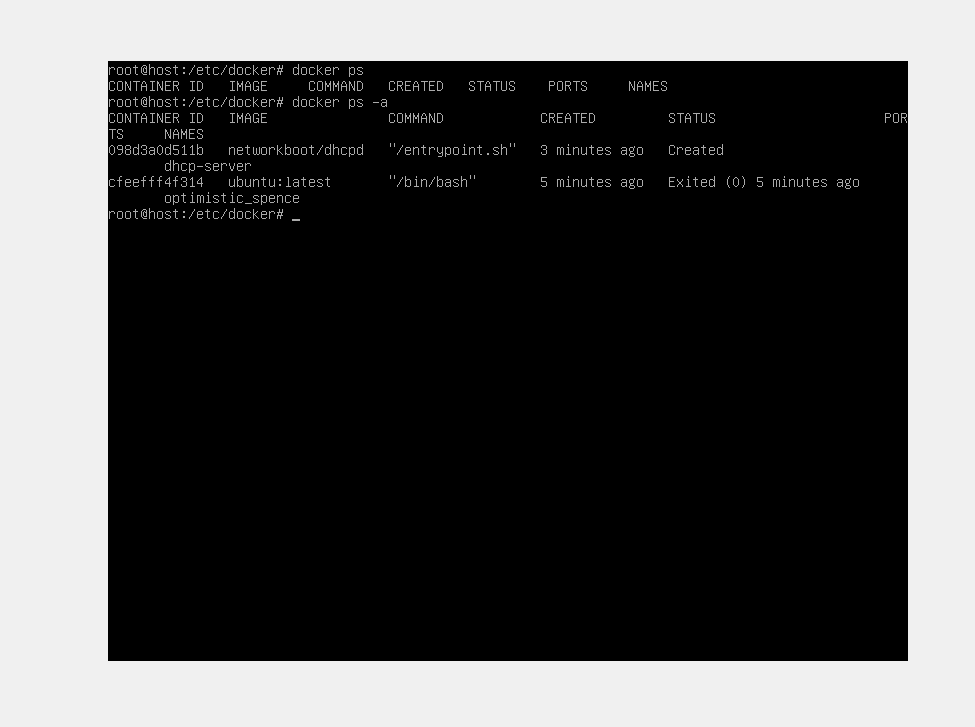 root@host:/etc/docker# docker ps
CONTAINER ID   IMAGE     COMMAND   CREATED   STATUS    PORTS     NAMES
root@host:/etc/docker# docker ps -a
CONTAINER ID   IMAGE               COMMAND            CREATED         STATUS                     POR
TS     NAMES
098d3a0d511b   networkboot/dhcpd   "/entrypoint.sh"   3 minutes ago   Created
       dhcp-server
cfeefff4f314   ubuntu:latest       "/bin/bash"        5 minutes ago   Exited (0) 5 minutes ago
       optimistic_spence
root@host:/etc/docker# _